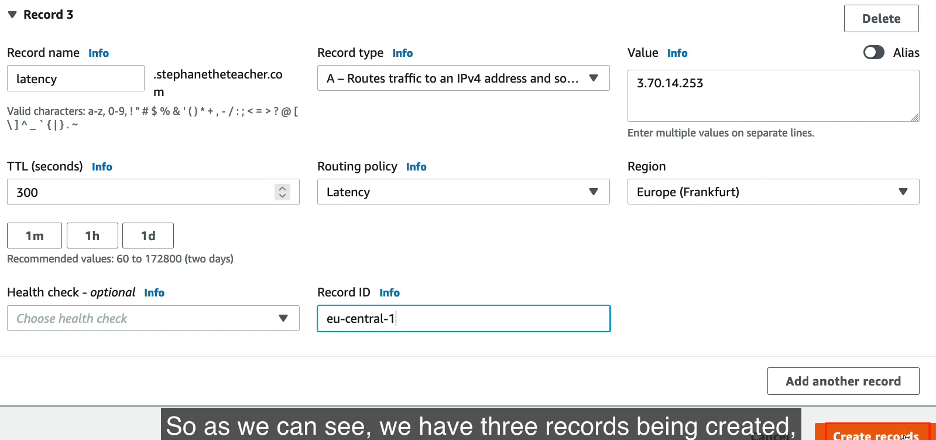 Record 3
Delete
Record name Info
latency
.stephanetheteacher.co
m
Valid characters: a-z, 0-9, ! " # $ % & ' ( ) * + , - / : ; < = > ? @ [
\ ] ^ _ ` { | } . ~
Record type Info
A – Routes traffic to an IPv4 address and so...
Value Info
Alias
3.70.14.253
Enter multiple values on separate lines.
TTL (seconds) Info
300
Routing policy Info
Latency
Region
Europe (Frankfurt)
1m 1h 1d
Recommended values: 60 to 172800 (two days)
Health check - optional Info
Choose health check
Record ID Info
eu-central-1
Add another record
So as we can see, we have three records being created,
Cancel
Create records